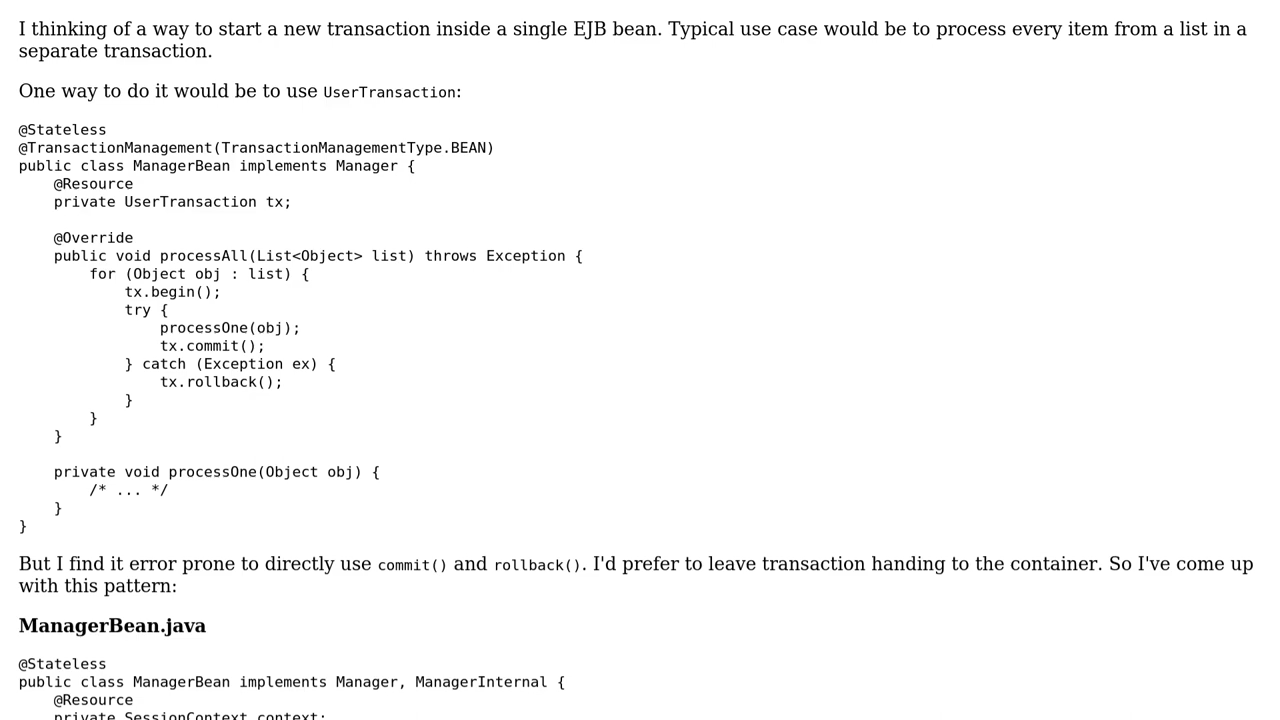 I thinking of a way to start a new transaction inside a single EJB bean. Typical use case would be to process every item from a list in a
separate transaction.
One way to do it would be to use UserTransaction:
@Stateless
@TransactionManagement(TransactionManagementType.BEAN)
public class ManagerBean implements Manager {
    @Resource
    private UserTransaction tx;

    @Override
    public void processAll(List<Object> list) throws Exception {
        for (Object obj : list) {
            tx.begin();
            try {
                processOne(obj);
                tx.commit();
            } catch (Exception ex) {
                tx.rollback();
            }
        }
    }

    private void processOne(Object obj) {
        /* ... */
    }
}
But I find it error prone to directly use commit() and rollback(). I'd prefer to leave transaction handing to the container. So I've come up
with this pattern:
ManagerBean.java
@Stateless
public class ManagerBean implements Manager, ManagerInternal {
    @Resource
    private SessionContext context;